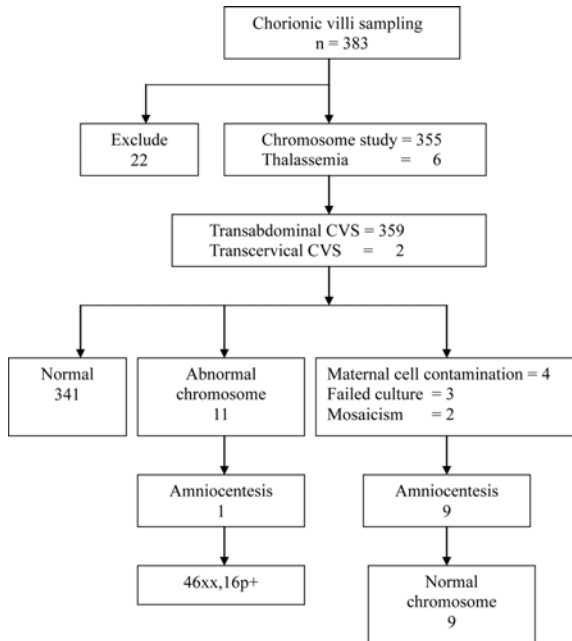 Chorionic villi sampling
n = 383
Exclude
22
Chromosome study = 355
Thalassemia = 6
Transabdominal CVS = 359
Transcervical CVS = 2
Normal
341
Abnormal
chromosome
11
Maternal cell contamination = 4
Failed culture = 3
Mosaicism = 2
Amniocentesis
1
Amniocentesis
9
46xx,16p+
Normal
chromosome
9